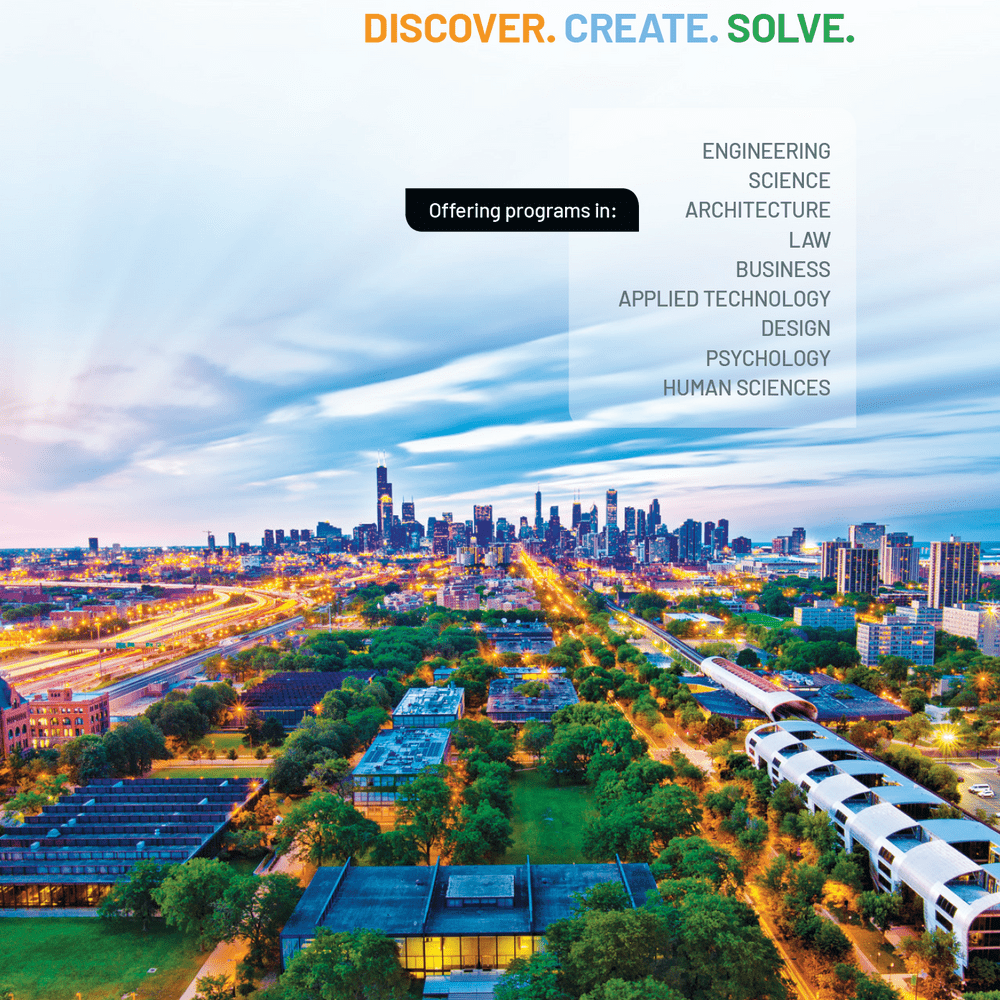 DISCOVER. CREATE. SOLVE.
Offering programs in:
ENGINEERING
SCIENCE
ARCHITECTURE
LAW
BUSINESS
APPLIED TECHNOLOGY
DESIGN
PSYCHOLOGY
HUMAN SCIENCES